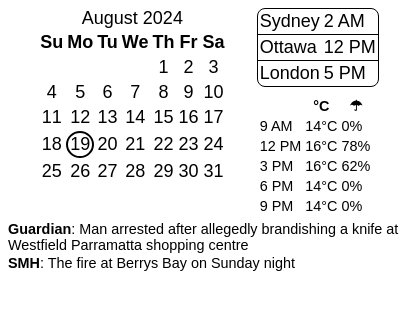 August 2024
Su Mo Tu We Th Fr Sa
1 2 3
4 5 6 7 8 9 10
11 12 13 14 15 16 17
18 19 20 21 22 23 24
25 26 27 28 29 30 31
Sydney 2 AM
Ottawa 12 PM
London 5 PM
°C ☂
9 AM 14°C 0%
12 PM 16°C 78%
3 PM 16°C 62%
6 PM 14°C 0%
9 PM 14°C 0%
Guardian: Man arrested after allegedly brandishing a knife at
Westfield Parramatta shopping centre
SMH: The fire at Berrys Bay on Sunday night